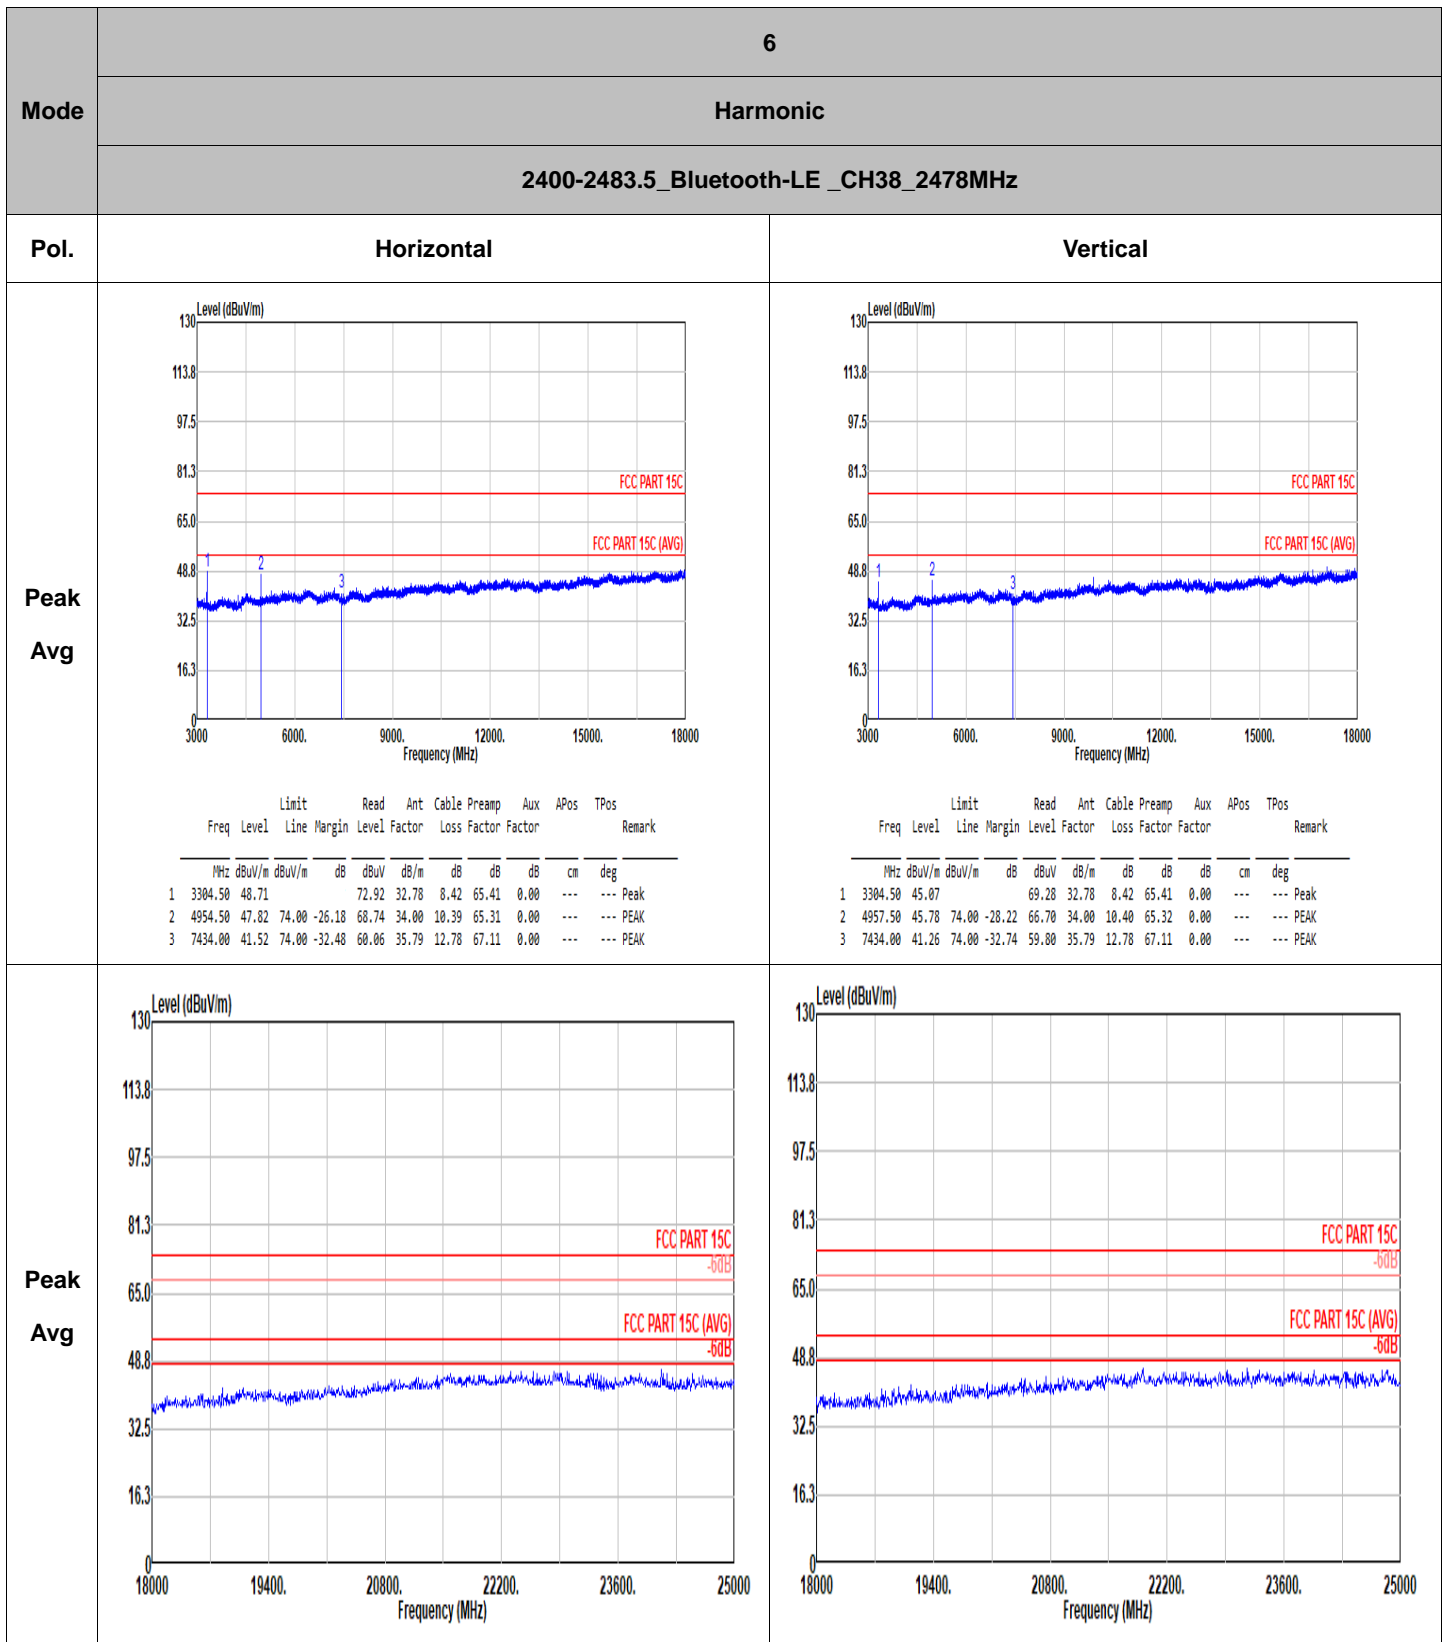 Mode
6
Harmonic
2400-2483.5_Bluetooth-LE _CH38_2478MHz
Pol.
Horizontal
Vertical
Peak
Avg
Level (dBuV/m)
130
113.8
97.5
81.3
FCC PART 15C
65.0
FCC PART 15C (AVG)
1
2
3
48.8
32.5
16.3
0
3000 6000. 9000. 12000. 15000. 18000
Frequency (MHz)
Limit Read Ant Cable Preamp Aux APos TPos
Freq Level Line Margin Level Factor Loss Factor Factor Remark
MHz dBuV/m dBuV/m dB dBuV dB/m dB dB dB cm deg
1 3304.50 48.71 72.92 32.78 8.42 65.41 0.00 --- --- Peak
2 4954.50 47.82 74.00 -26.18 68.74 34.00 10.39 65.31 0.00 --- --- PEAK
3 7434.00 41.52 74.00 -32.48 60.06 35.79 12.78 67.11 0.00 --- --- PEAK
Level (dBuV/m)
130
113.8
97.5
81.3
FCC PART 15C
65.0
FCC PART 15C (AVG)
1
2
3
48.8
32.5
16.3
0
3000 6000. 9000. 12000. 15000. 18000
Frequency (MHz)
Limit Read Ant Cable Preamp Aux APos TPos
Freq Level Line Margin Level Factor Loss Factor Factor Remark
MHz dBuV/m dBuV/m dB dBuV dB/m dB dB dB cm deg
1 3304.50 45.07 69.28 32.78 8.42 65.41 0.00 --- --- Peak
2 4957.50 45.78 74.00 -28.22 66.70 34.00 10.40 65.32 0.00 --- --- PEAK
3 7434.00 41.26 74.00 -32.74 59.80 35.79 12.78 67.11 0.00 --- --- PEAK
Peak
Avg
Level (dBuV/m)
130
113.8
97.5
81.3
FCC PART 15C
-6dB
65.0
FCC PART 15C (AVG)
-6dB
48.8
32.5
16.3
0
18000 19400. 20800. 22200. 23600. 25000
Frequency (MHz)
Level (dBuV/m)
130
113.8
97.5
81.3
FCC PART 15C
-6dB
65.0
FCC PART 15C (AVG)
-6dB
48.8
32.5
16.3
0
18000 19400. 20800. 22200. 23600. 25000
Frequency (MHz)